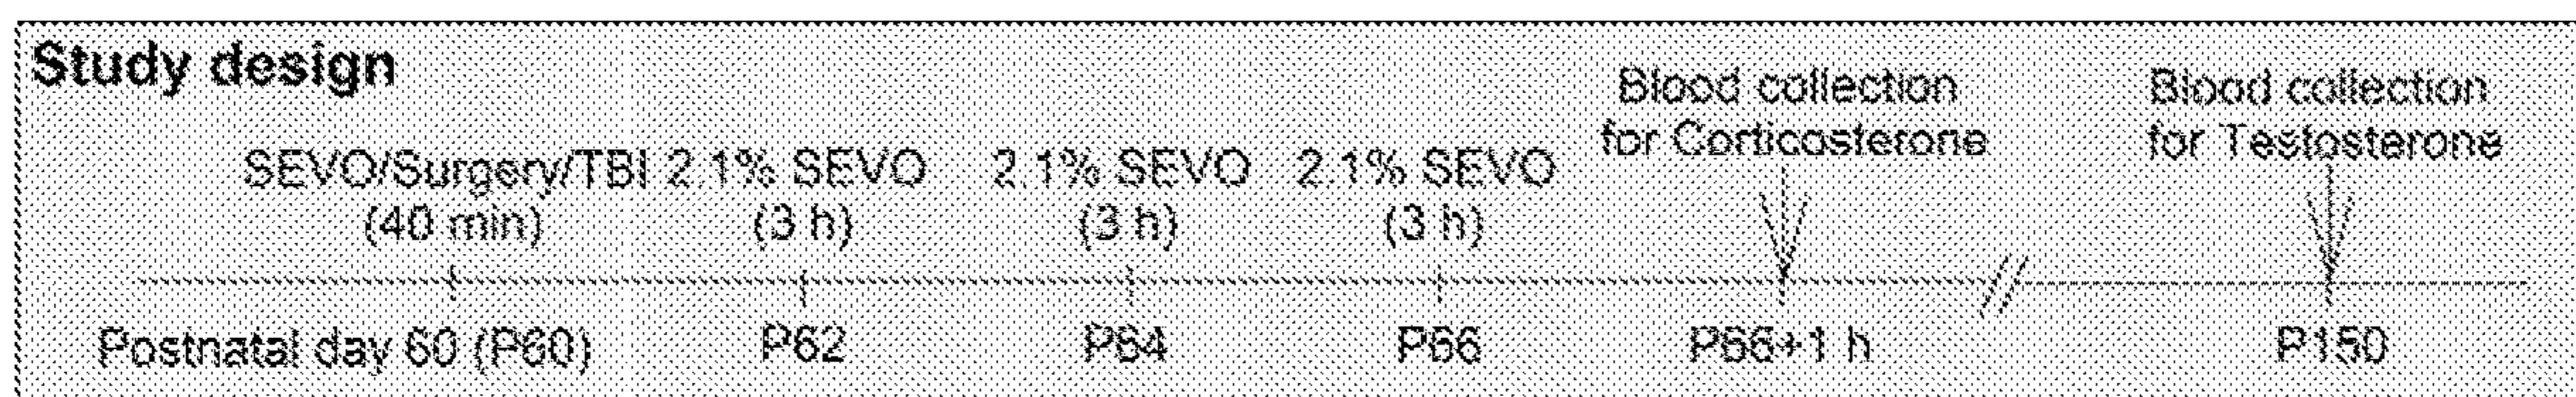 Study design
SEVO/Surgery/TBI
(40 min)
2.1% SEVO
(3 h)
2.1% SEVO
(3 h)
2.1% SEVO
(3 h)
Blood collection
for Corticosterone
Blood collection
for Testosterone
Postnatal day 60 (P60)
P62
P64
P66
P66+1 h
P150